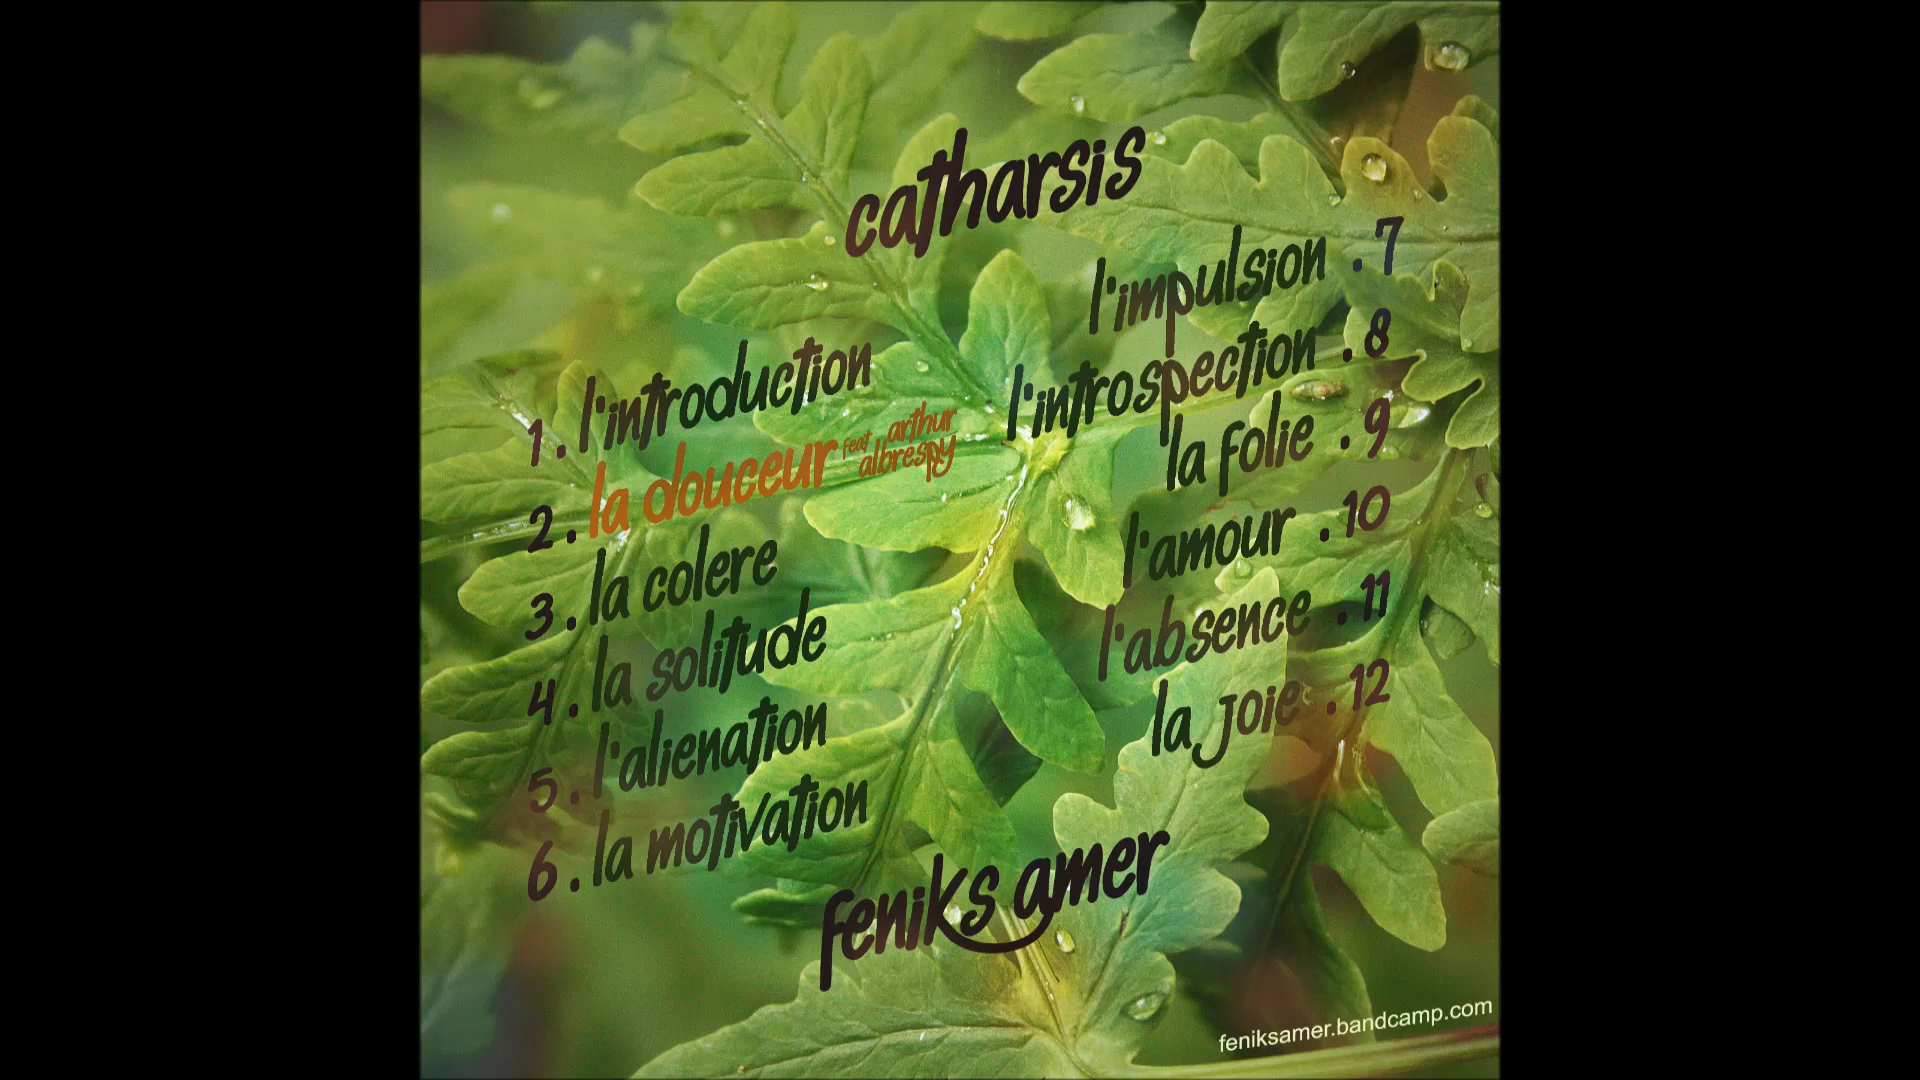 catharsis
1. l'introduction
2. la douceur feat arthur albrespy
3. la colere
4. la solitude
5. l'alienation
6. la motivation
l'impulsion . 7
l'introspection . 8
la folie . 9
l'amour . 10
l'absence . 11
la joie . 12
feniks amer
feniksamer.bandcamp.com